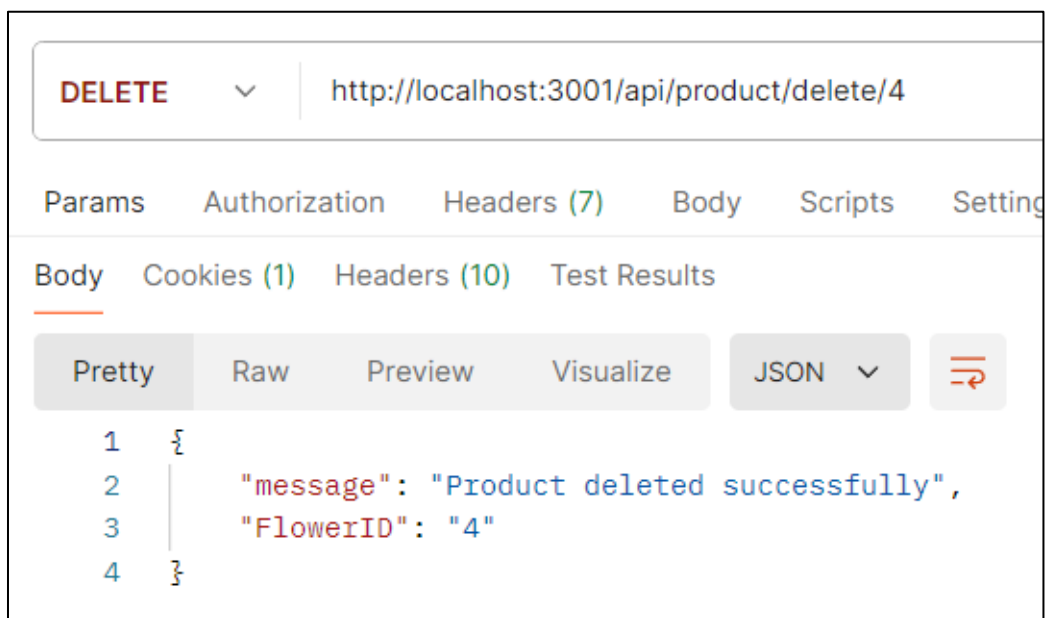 DELETE http://localhost:3001/api/product/delete/4
Params Authorization Headers (7) Body Scripts Setting
Body Cookies (1) Headers (10) Test Results
Pretty Raw Preview Visualize JSON
1 {
2 "message": "Product deleted successfully",
3 "FlowerID": "4"
4 }